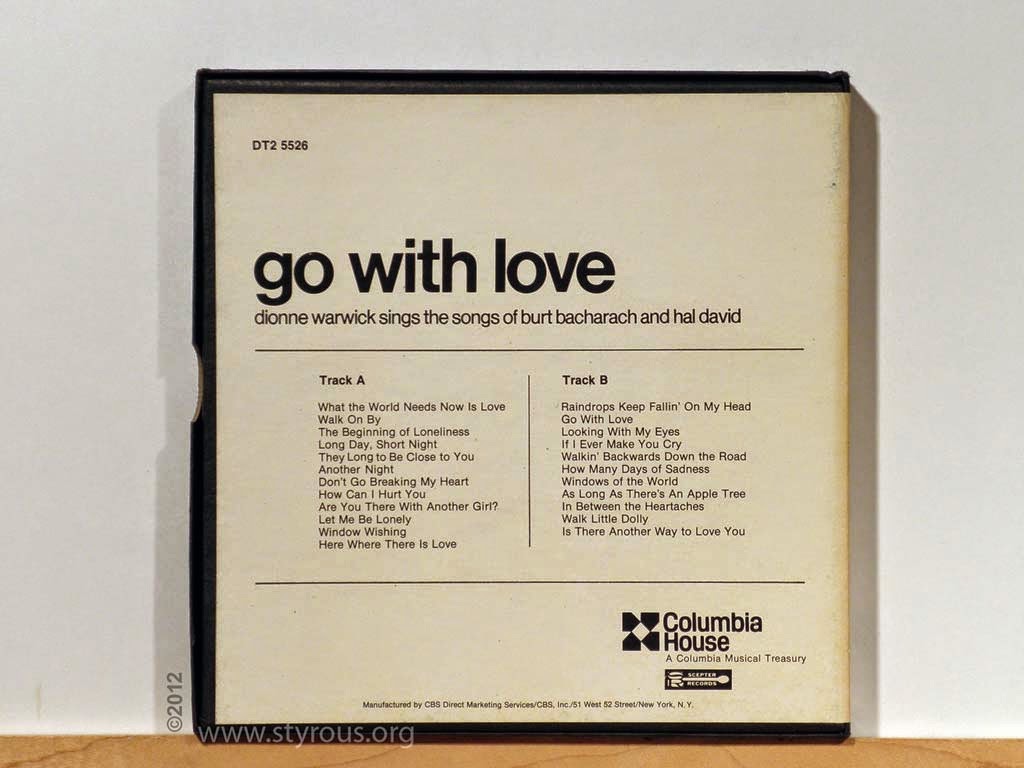 DT2 5526
go with love
dionne warwick sings the songs of burt bacharach and hal david
Track A
What the World Needs Now Is Love
Walk On By
The Beginning of Loneliness
Long Day, Short Night
They Long to Be Close to You
Another Night
Don't Go Breaking My Heart
How Can I Hurt You
Are You There With Another Girl?
Let Me Be Lonely
Window Wishing
Here Where There Is Love
Track B
Raindrops Keep Fallin' On My Head
Go With Love
Looking With My Eyes
If I Ever Make You Cry
Walkin' Backwards Down the Road
How Many Days of Sadness
Windows of the World
As Long As There's An Apple Tree
In Between the Heartaches
Walk Little Dolly
Is There Another Way to Love You
Columbia
House
A Columbia Musical Treasury
SCEPTER
RECORDS
Manufactured by CBS Direct Marketing Services/CBS, Inc./51 West 52 Street/New York, N.Y.
©2012
www.styrous.org